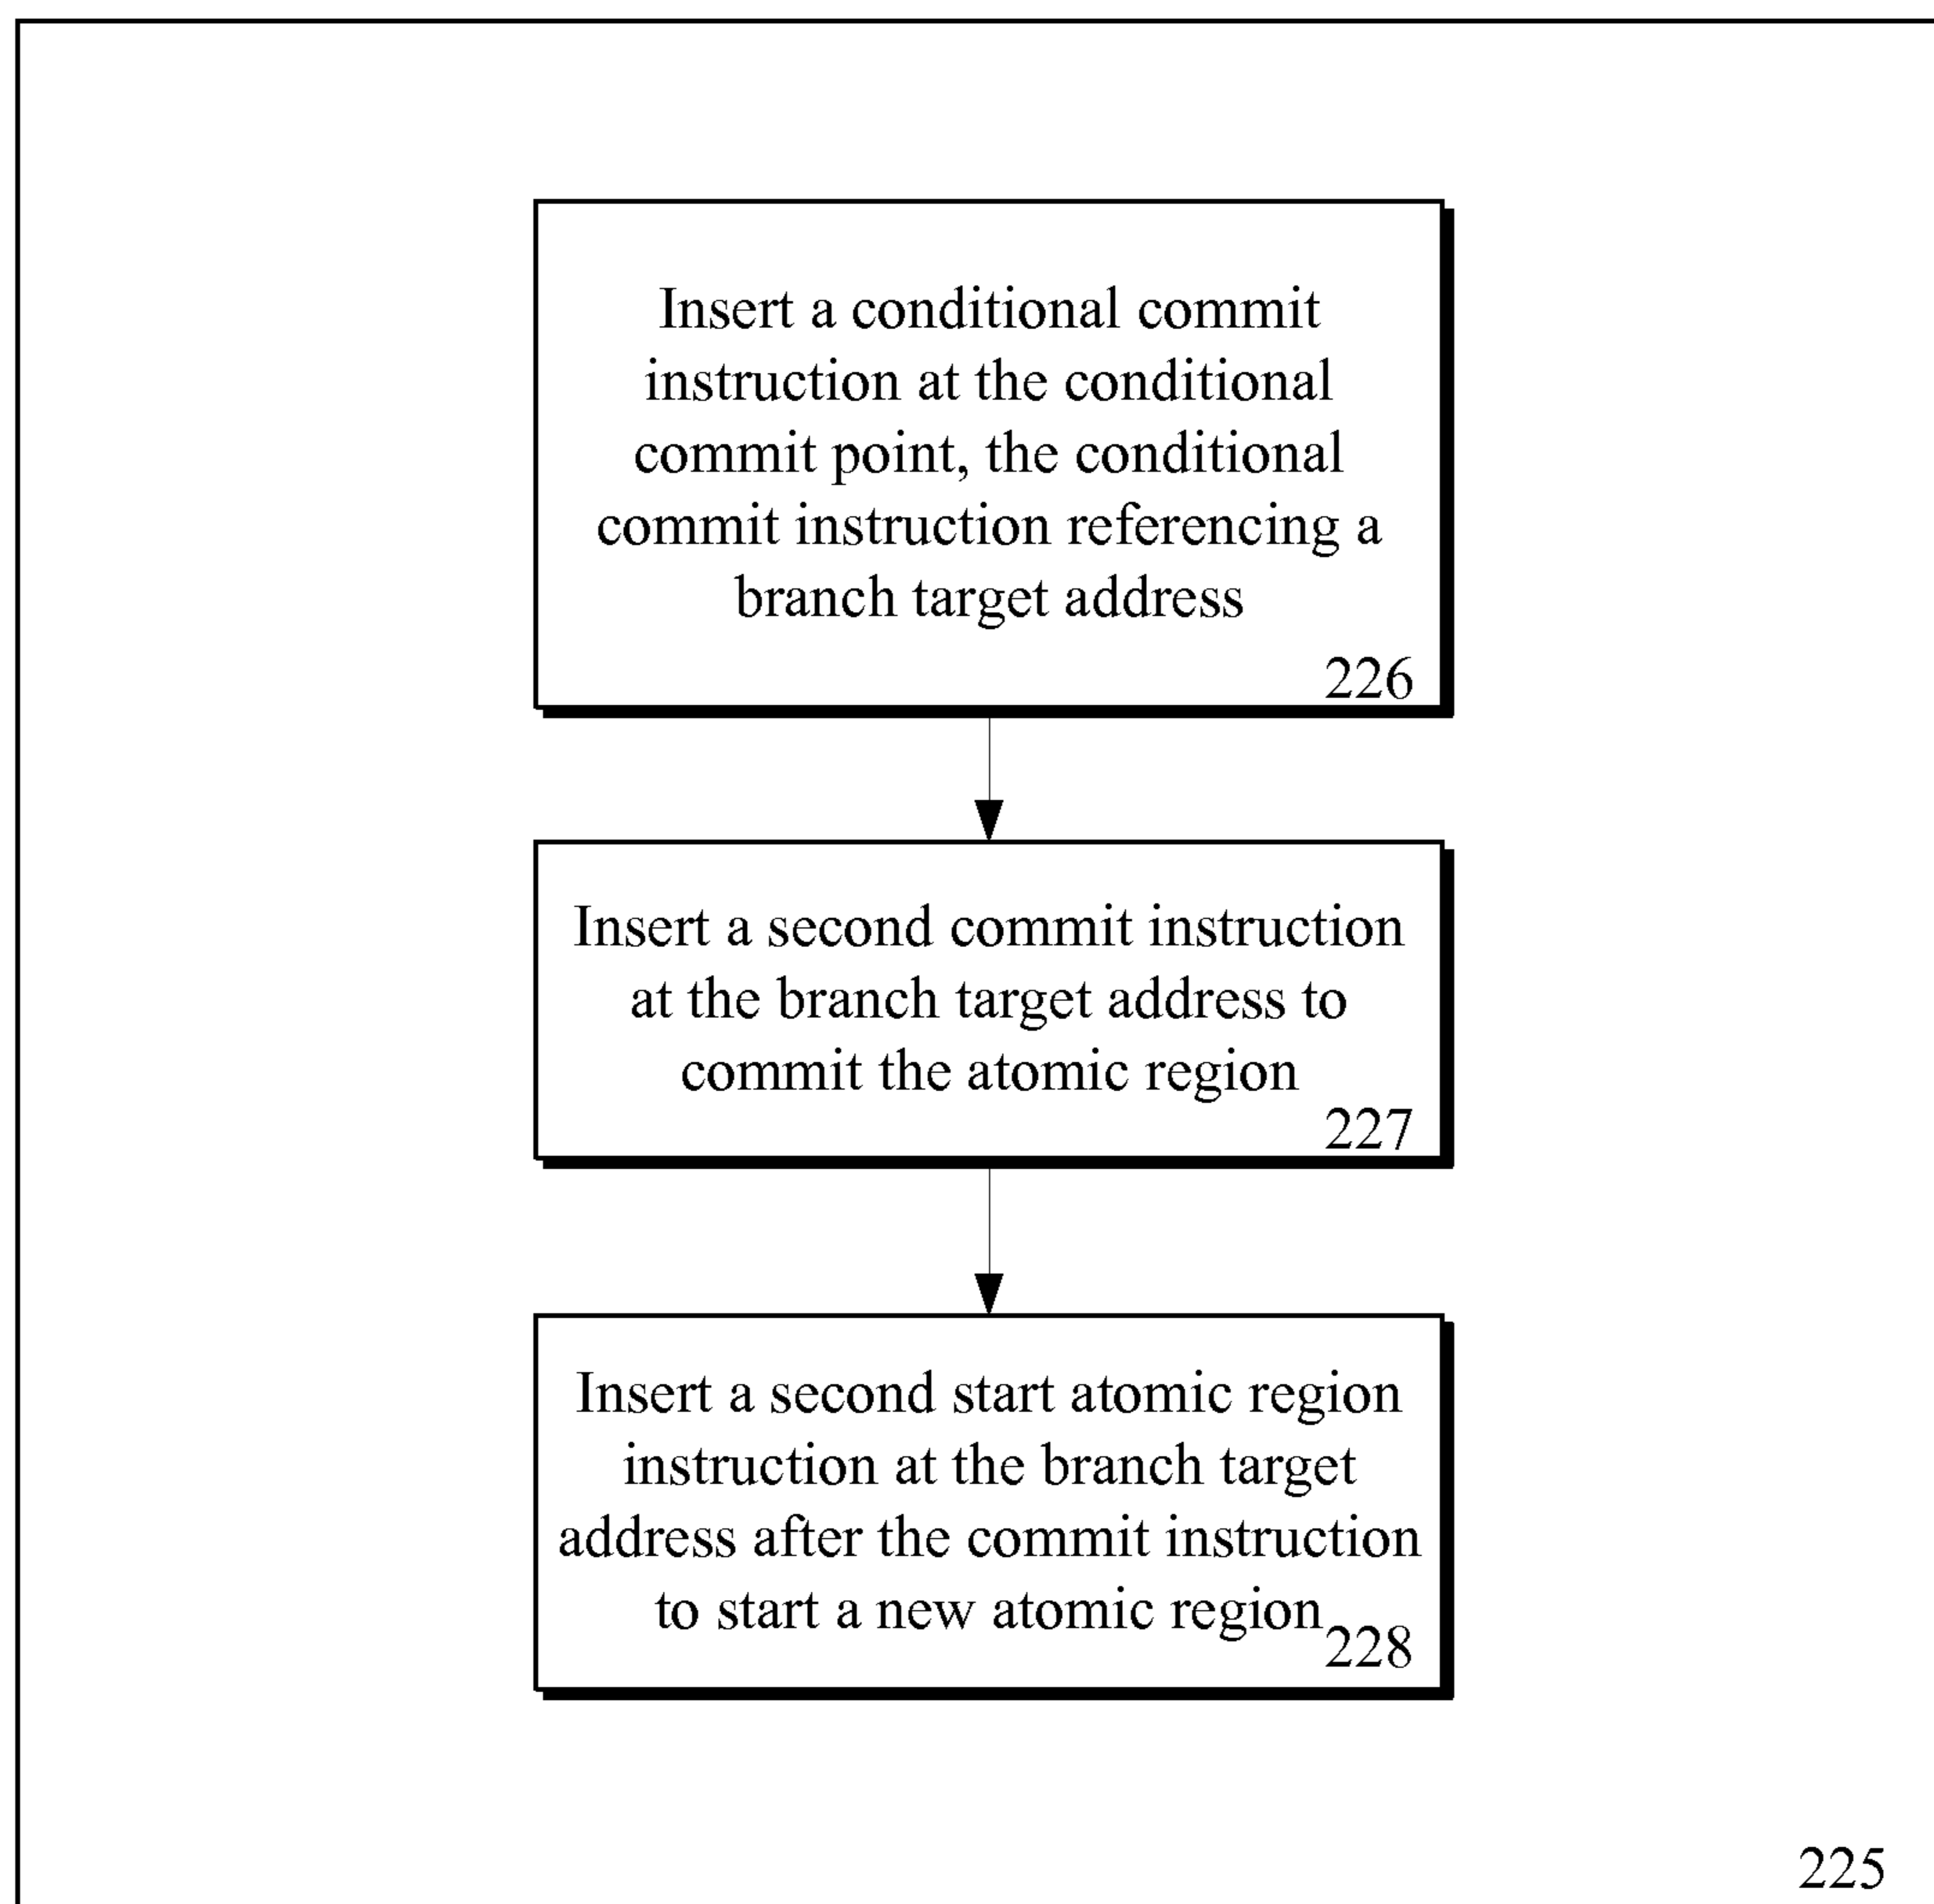 Insert a conditional commit
instruction at the conditional
commit point, the conditional
commit instruction referencing a
branch target address
226
Insert a second commit instruction
at the branch target address to
commit the atomic region
227
Insert a second start atomic region
instruction at the branch target
address after the commit instruction
to start a new atomic region
228
225